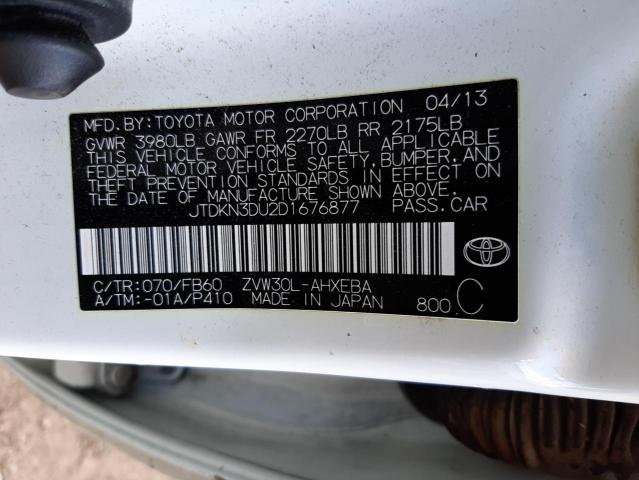 MFD. BY: TOYOTA MOTOR CORPORATION 04/13
GVWR 3980LB GAWR FR 2270LB RR 2175LB
THIS VEHICLE CONFORMS TO ALL APPLICABLE
FEDERAL MOTOR VEHICLE SAFETY, BUMPER, AND
THEFT PREVENTION STANDARDS IN EFFECT ON
THE DATE OF MANUFACTURE SHOWN ABOVE.
JTDKN3DU2D1676877 PASS. CAR
C/TR: 070/FB60 ZVW30L-AHXEBA
A/TM: -01A/P410 MADE IN JAPAN 800 C